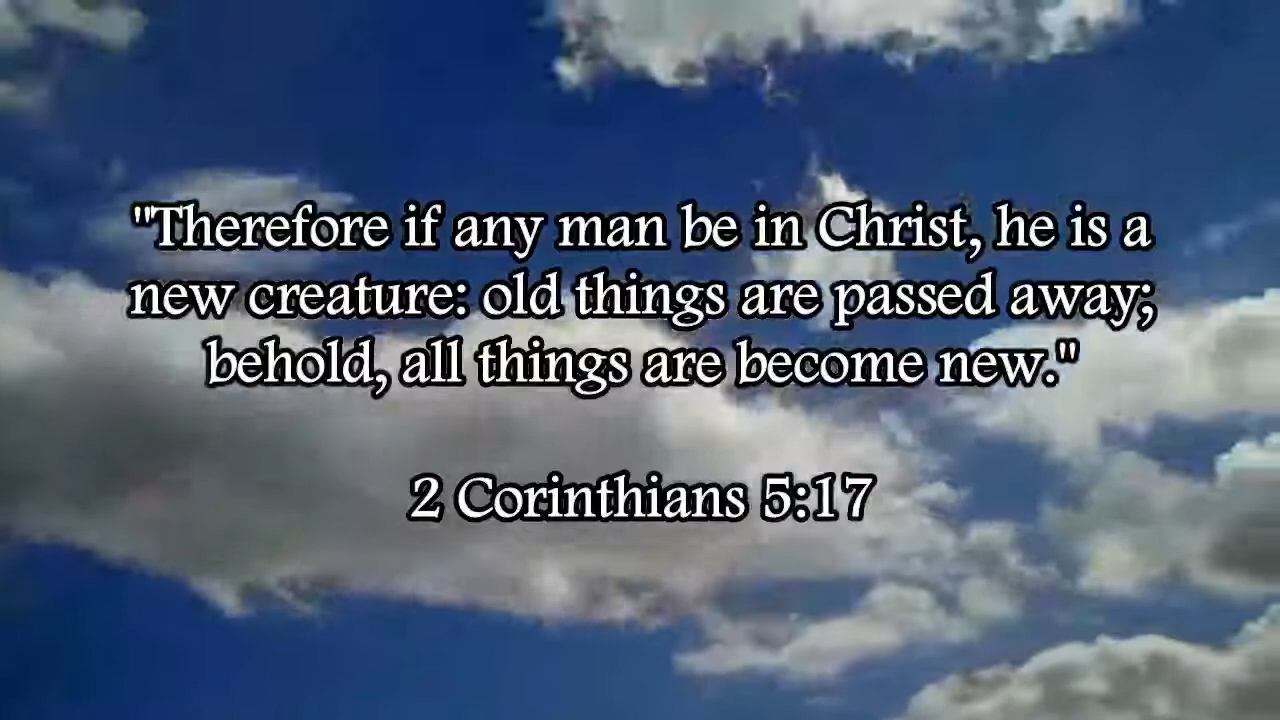 "Therefore if any man be in Christ, he is a
new creature: old things are passed away;
behold, all things are become new."
2 Corinthians 5:17